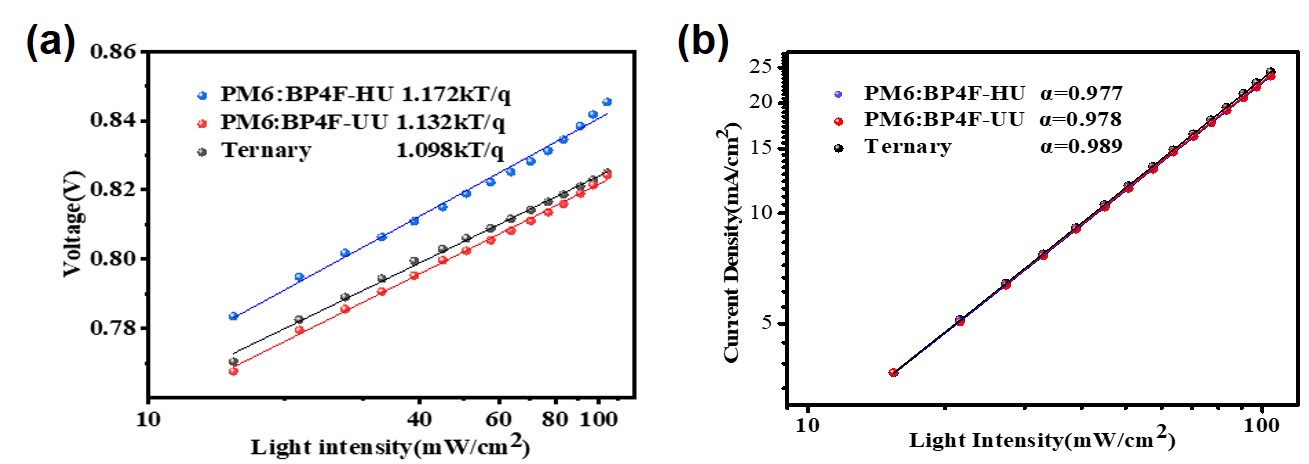 (a)
0.86
0.84
0.82
0.80
0.78
Voltage(V)
PM6:BP4F-HU 1.172kT/q
PM6:BP4F-UU 1.132kT/q
Ternary 1.098kT/q
10 40 60 80 100
Light intensity(mW/cm²)
(b)
25
20
15
10
5
Current Density(mA/cm²)
PM6:BP4F-HU α=0.977
PM6:BP4F-UU α=0.978
Ternary α=0.989
10 100
Light Intensity(mW/cm²)